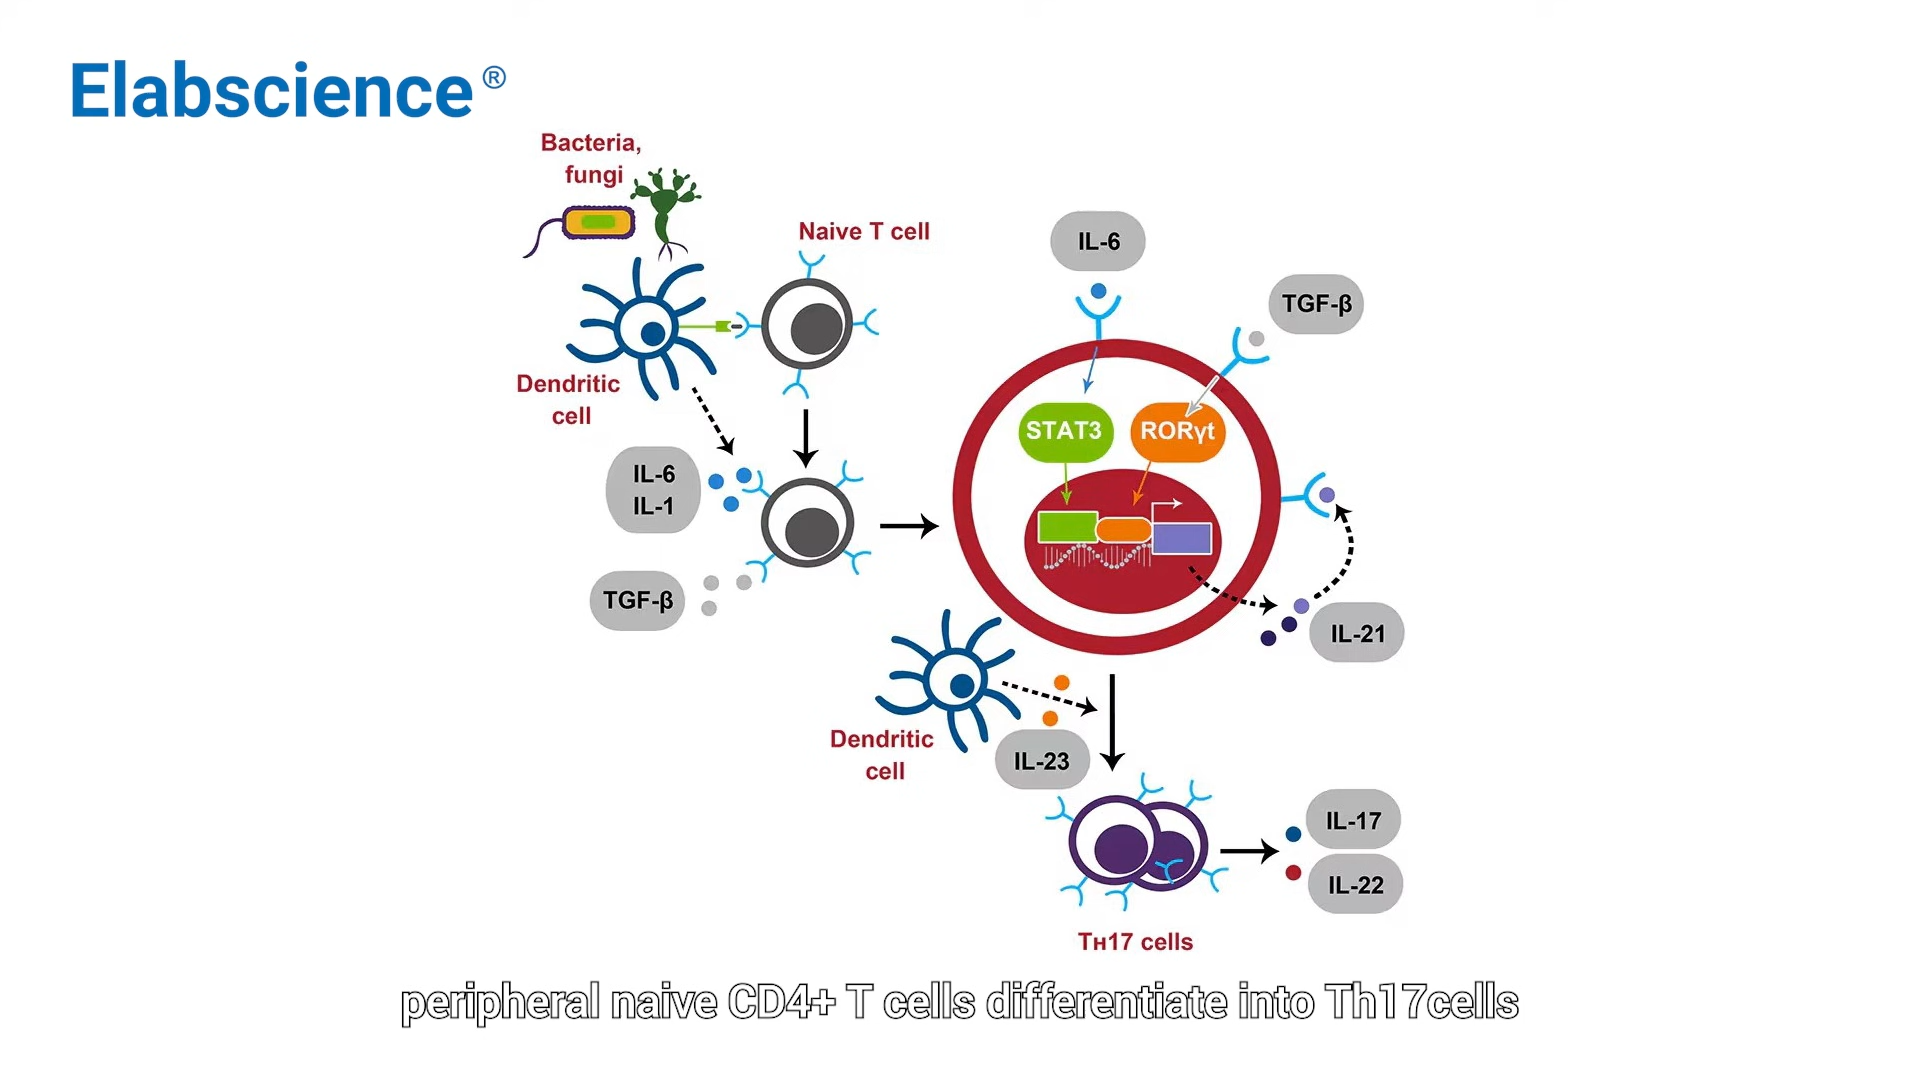 Elabscience®
Bacteria,
fungi
Naive T cell
IL-6
TGF-β
Dendritic
cell
STAT3
RORγt
IL-6
IL-1
TGF-β
IL-21
Dendritic
cell
IL-23
IL-17
IL-22
Tʜ17 cells
peripheral naive CD4+ T cells differentiate into Th17cells